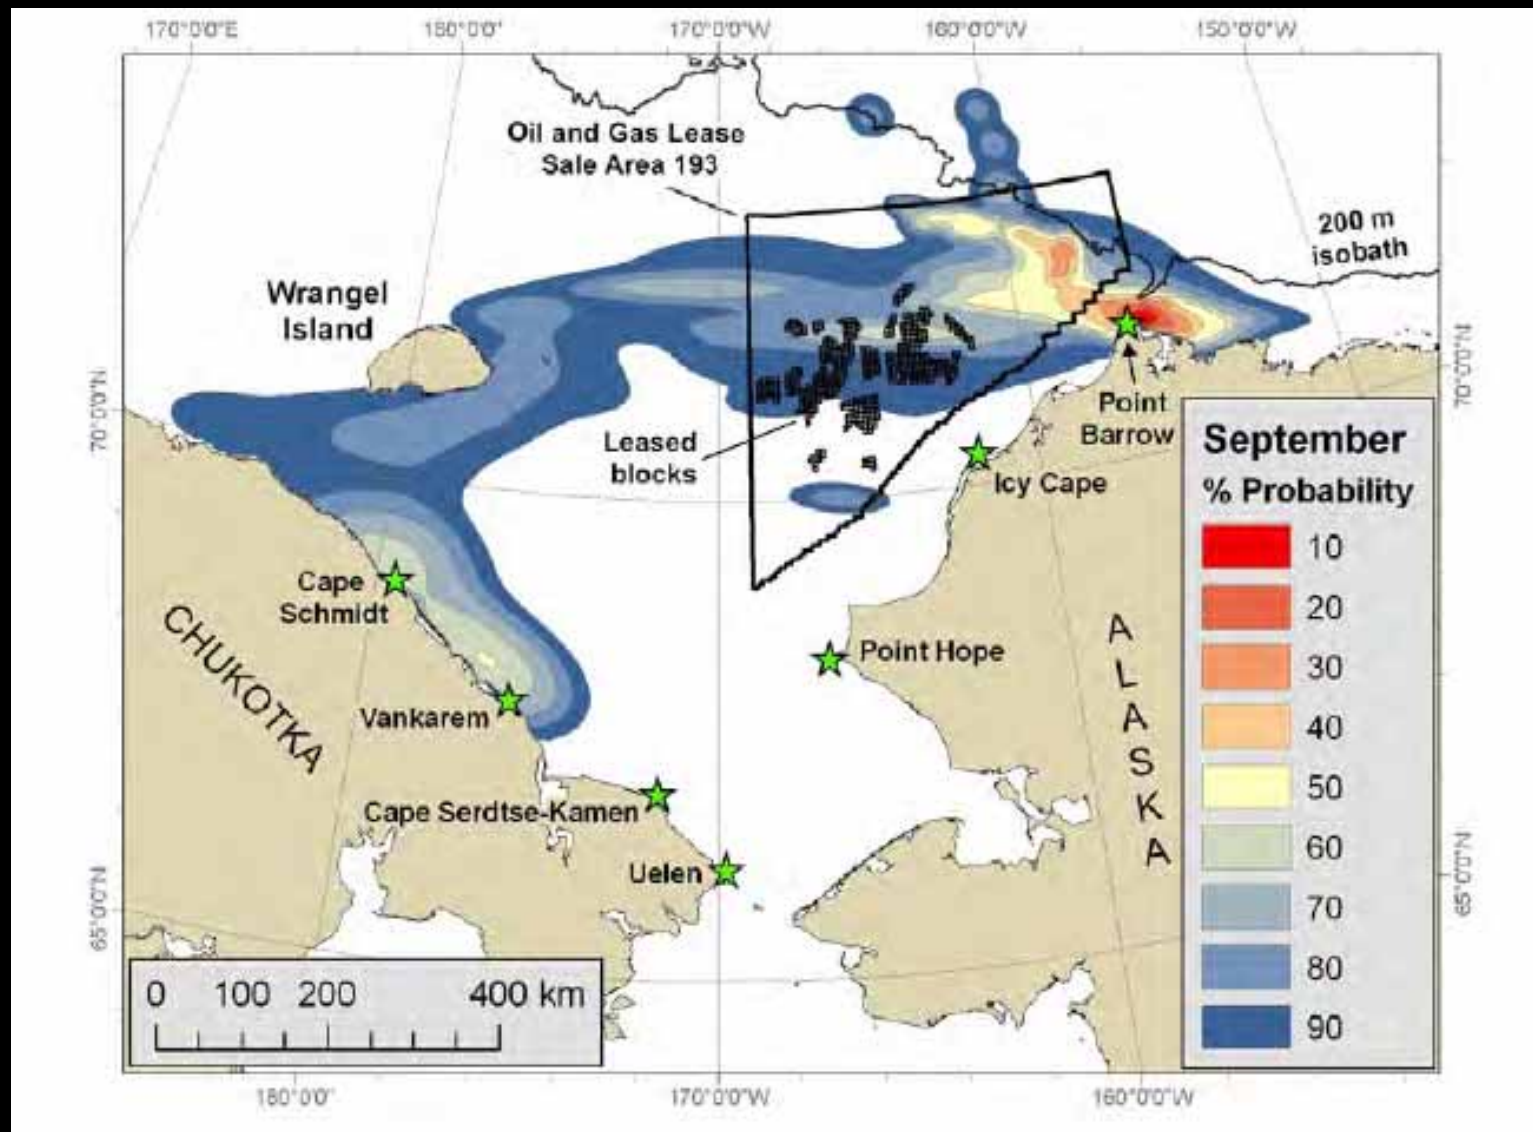 170°0'0"E
180°0'0"
170°0'0"W
160°0'0"W
150°0'0"W
Oil and Gas Lease
Sale Area 193
200 m
isobath
Wrangel
Island
70°0'0"N
70°0'0"N
Point
Barrow
Leased
blocks
Icy Cape
September
% Probability
10
20
30
40
50
60
70
80
90
Cape
Schmidt
CHUKOTKA
Point Hope
ALASKA
Vankarem
Cape Serdtse-Kamen
Uelen
65°0'0"N
65°0'0"N
0 100 200 400 km
180°0'0"
170°0'0"W
160°0'0"W